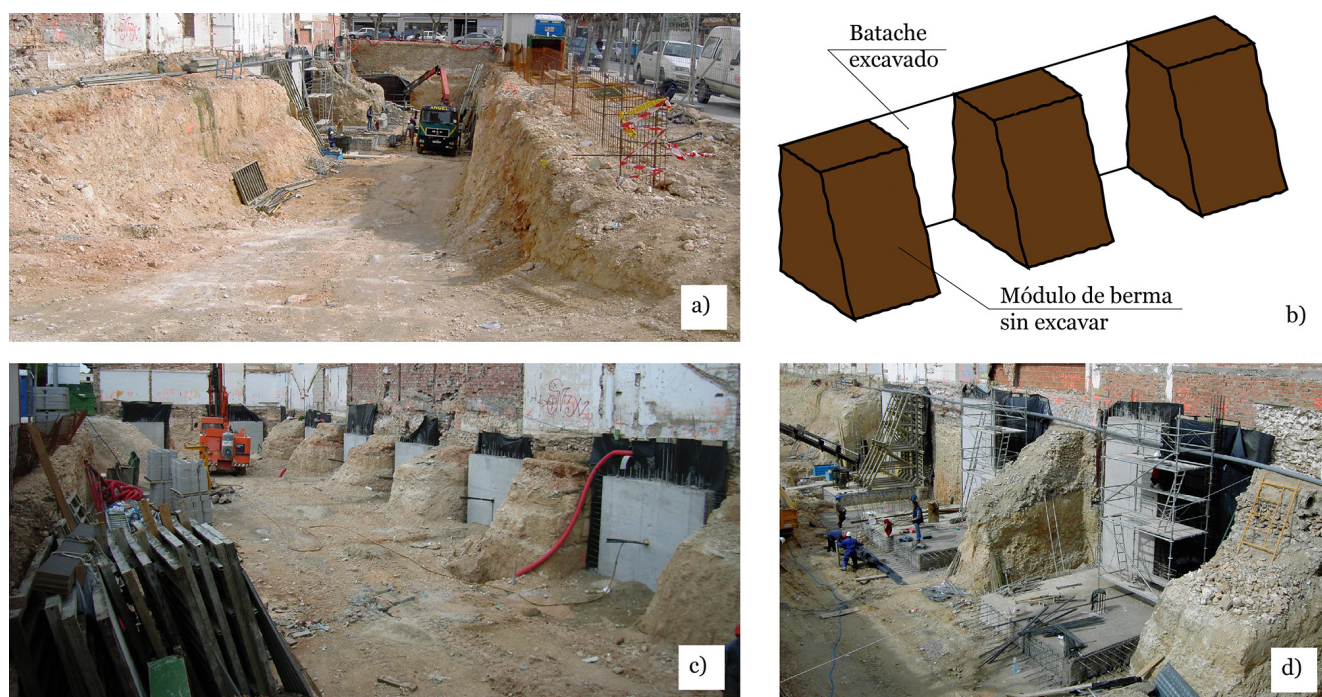 a)
Batache
excavado
Módulo de berma
sin excavar
b)
c)
d)